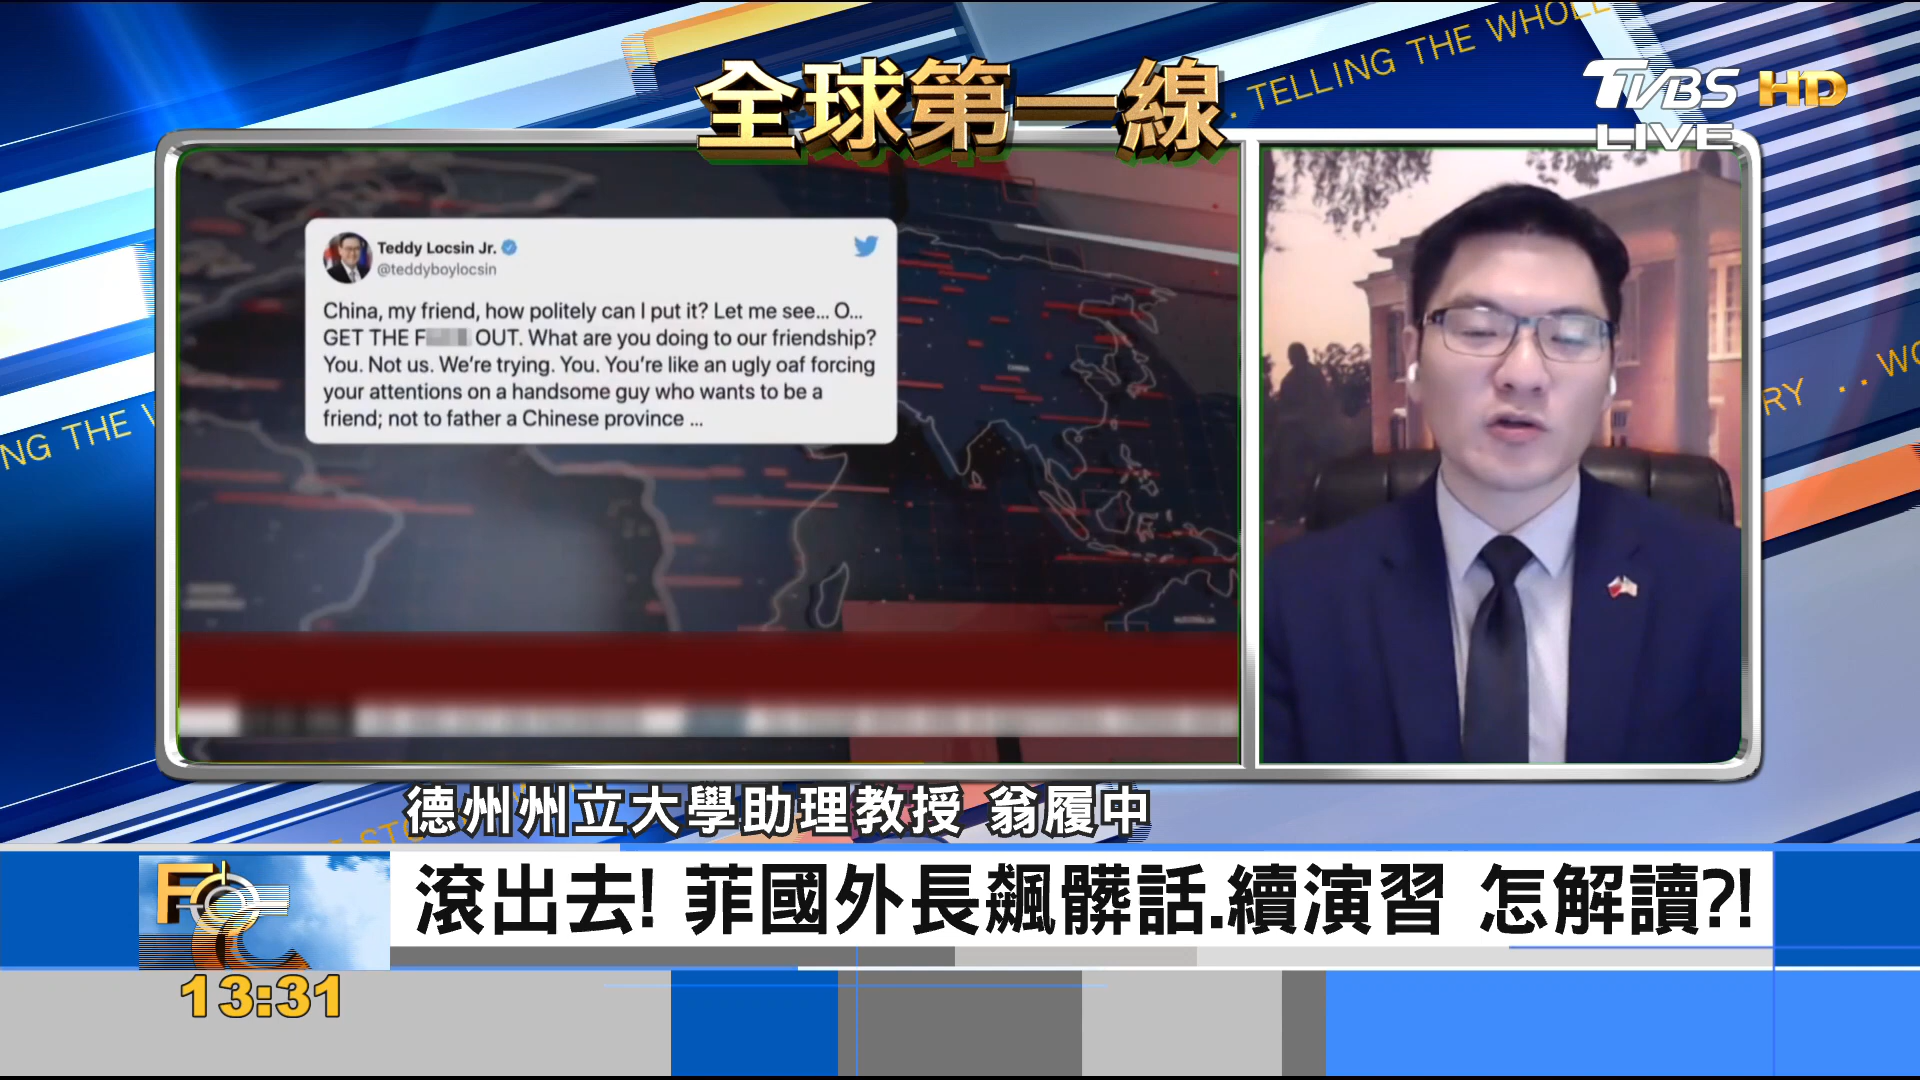 TELLING THE WHOLE
全球第一線
TVBS HD
LIVE
Teddy Locsin Jr.
@teddyboylocsin
China, my friend, how politely can I put it? Let me see... O...
GET THE F OUT. What are you doing to our friendship?
You. Not us. We're trying. You. You're like an ugly oaf forcing
your attentions on a handsome guy who wants to be a
friend; not to father a Chinese province ...
NG THE
RY .. WO
德州州立大學助理教授 翁履中
FOC
滾出去! 菲國外長飆髒話.續演習 怎解讀?!
13:31